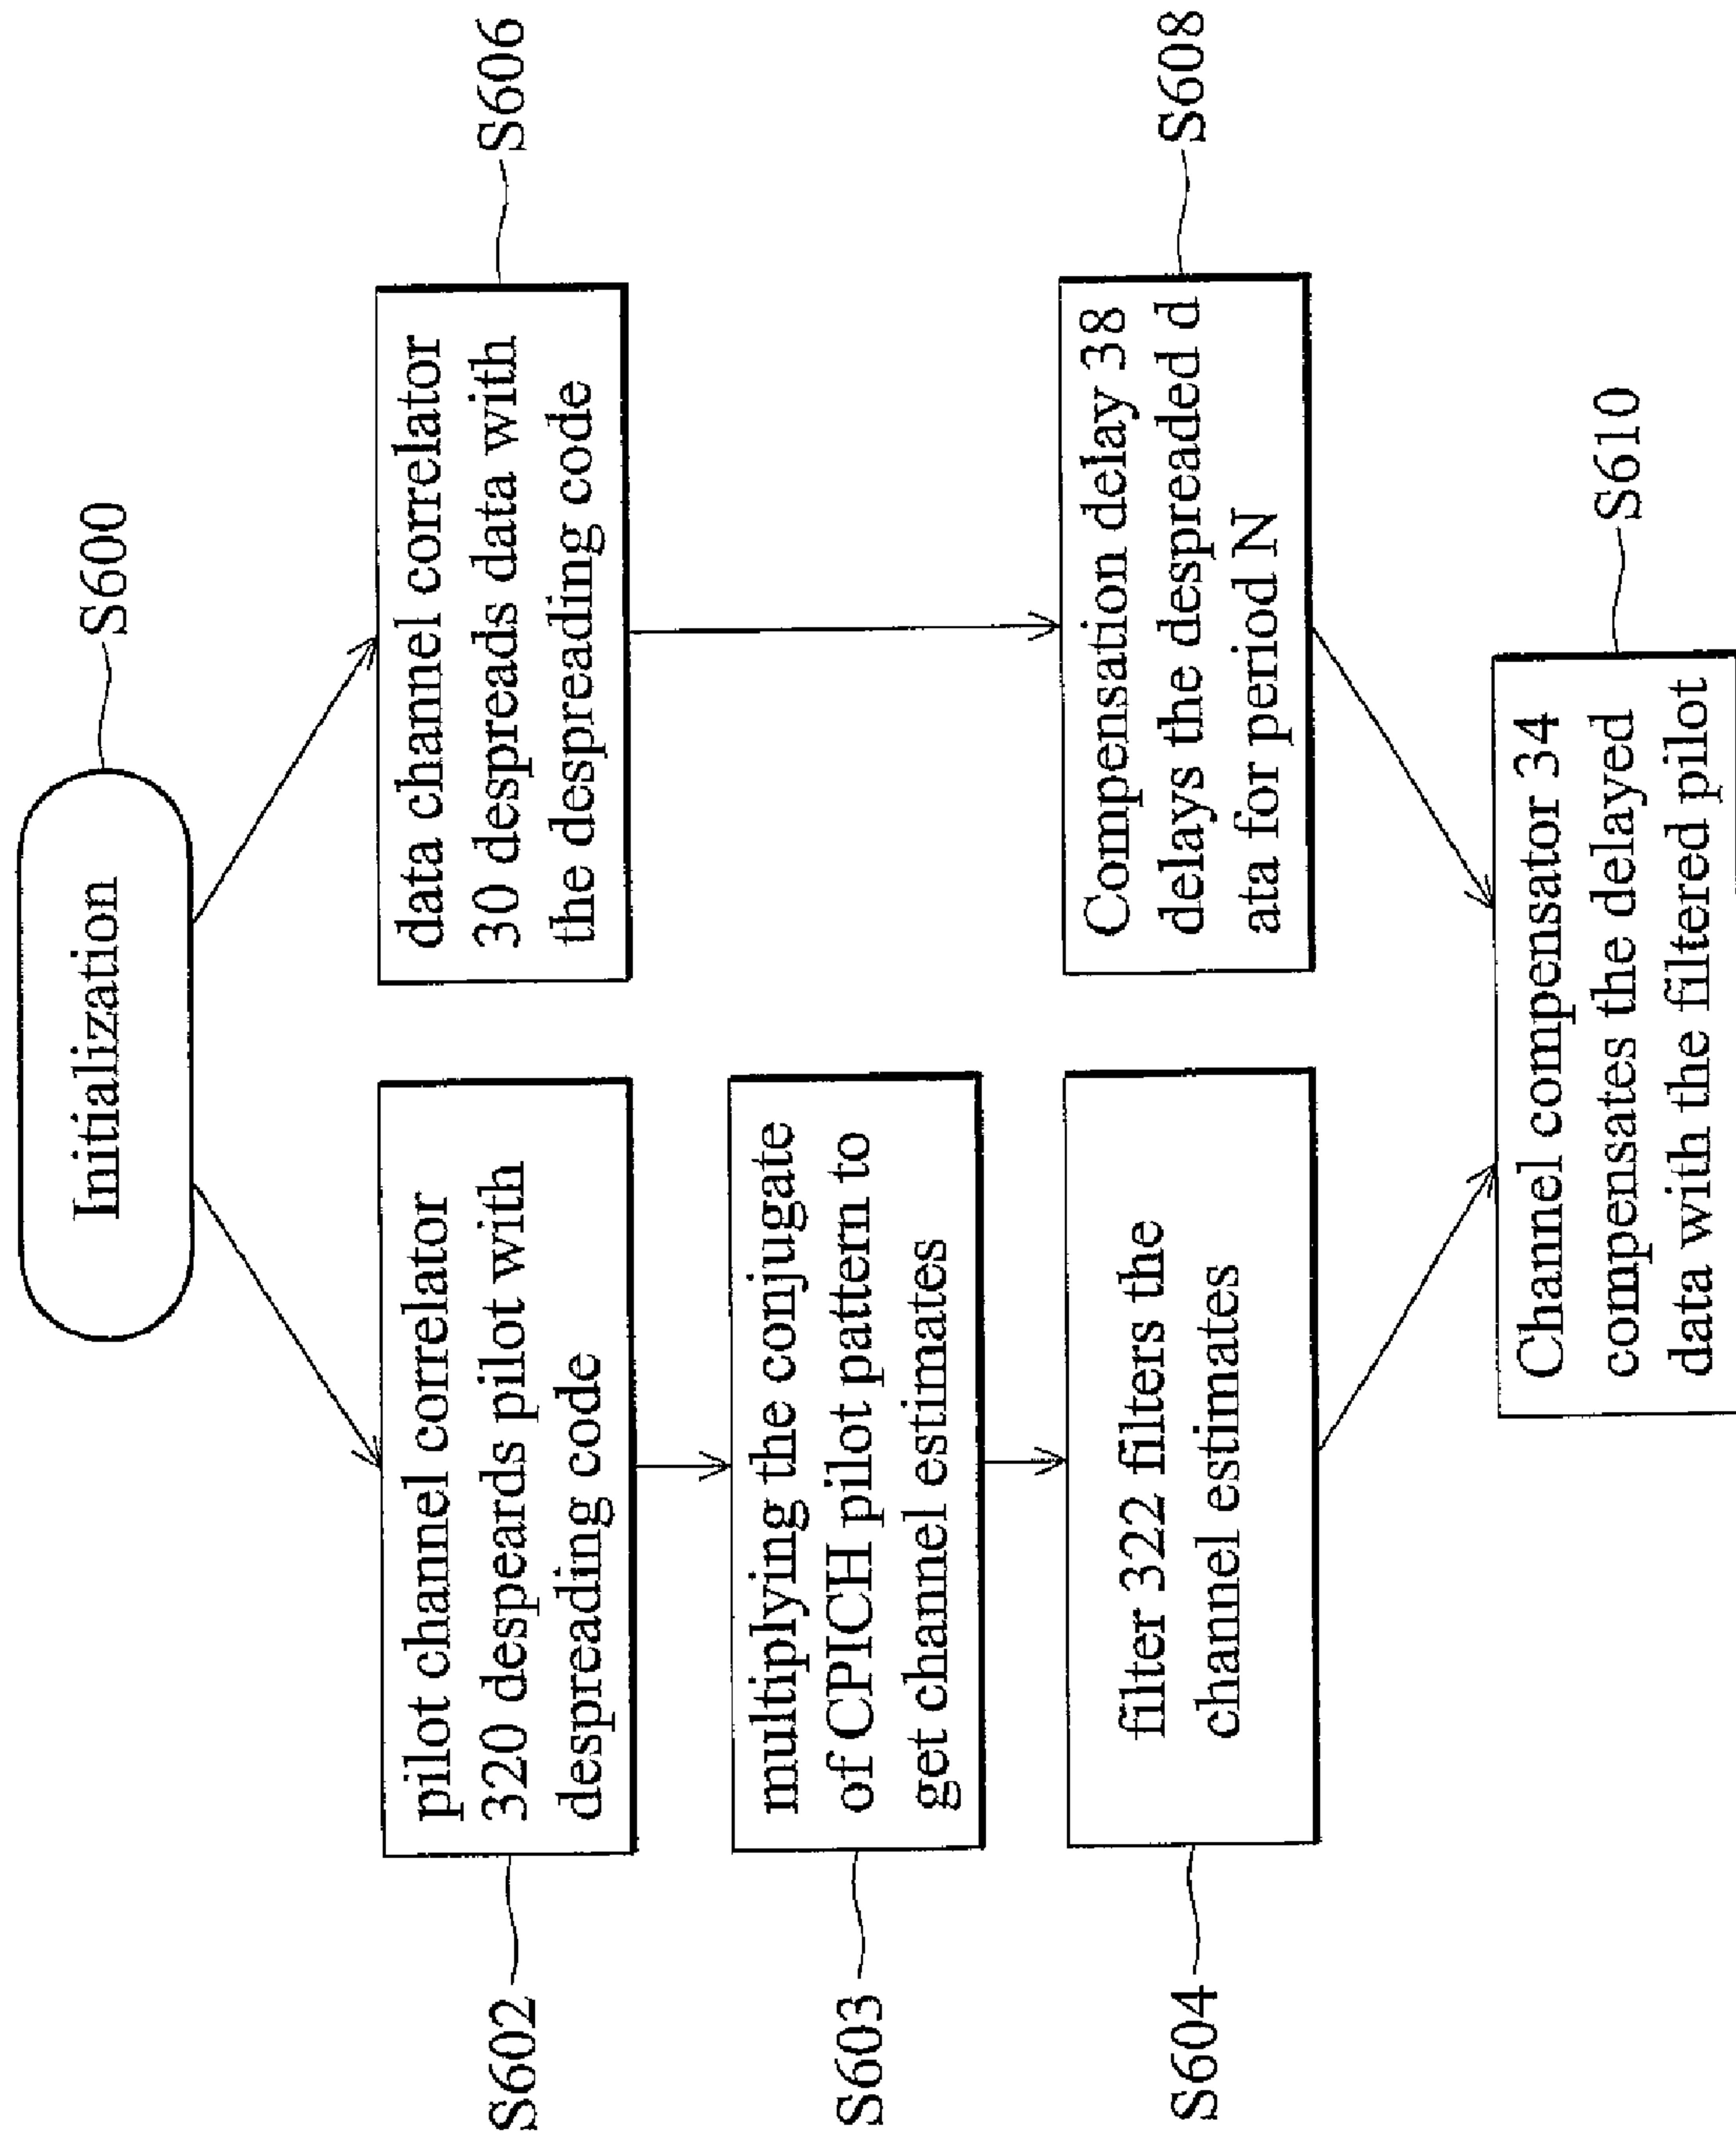 Initialization
S600
pilot channel correlator
320 despeards pilot with
despreading code
S602
data channel correlator
30 despreads data with
the despreading code
S606
multiplying the conjugate
of CPICH pilot pattern to
get channel estimates
S603
filter 322 filters the
channel estimates
S604
Compensation delay 38
delays the despreaded d
ata for period N
S608
Channel compensator 34
compensates the delayed
data with the filtered pilot
S610